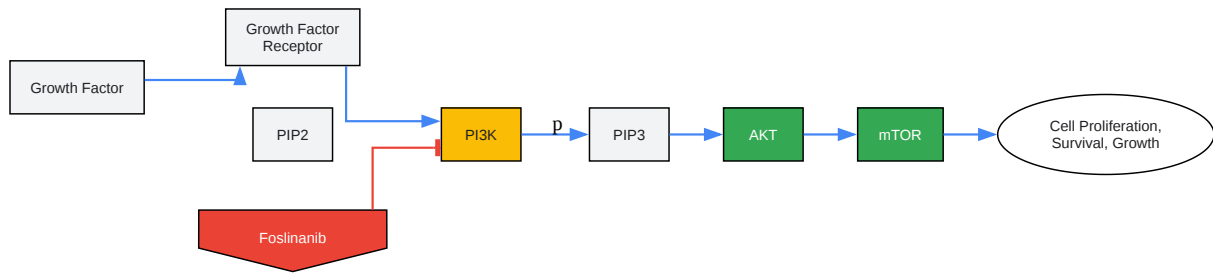 Growth Factor
Growth Factor
Receptor
PIP2
PI3K
p
PIP3
AKT
mTOR
Cell Proliferation,
Survival, Growth
Foslinanib